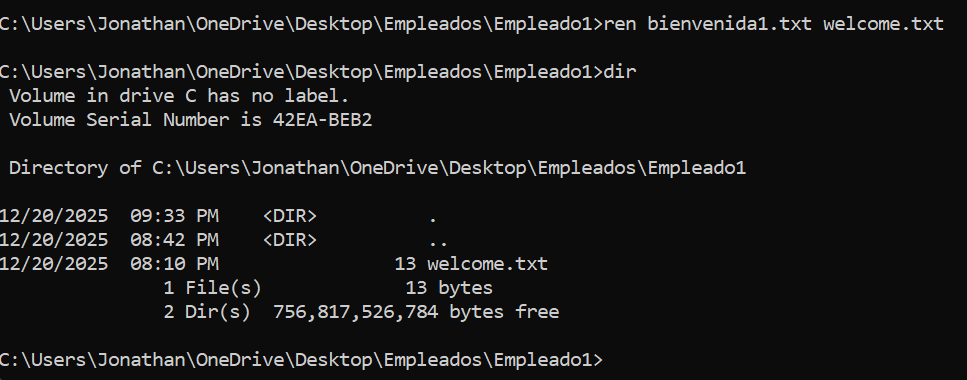 C:\Users\Jonathan\OneDrive\Desktop\Empleados\Empleado1>ren bienvenida1.txt welcome.txt
C:\Users\Jonathan\OneDrive\Desktop\Empleados\Empleado1>dir
Volume in drive C has no label.
Volume Serial Number is 42EA-BEB2
Directory of C:\Users\Jonathan\OneDrive\Desktop\Empleados\Empleado1
12/20/2025  09:33 PM    <DIR>          .
12/20/2025  08:42 PM    <DIR>          ..
12/20/2025  08:10 PM                13 welcome.txt
1 File(s)             13 bytes
2 Dir(s)  756,817,526,784 bytes free
C:\Users\Jonathan\OneDrive\Desktop\Empleados\Empleado1>